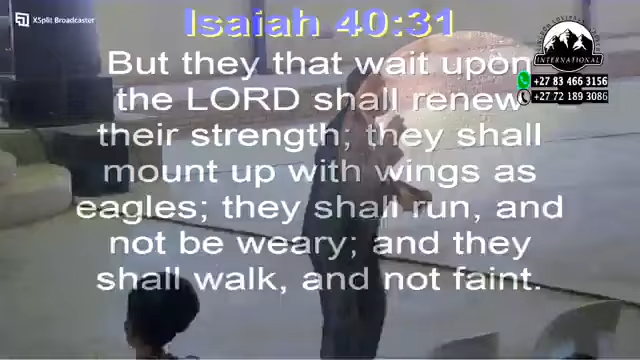 XSplit Broadcaster
Isaiah 40:31
But they that wait upon
the LORD shall renew
their strength; they shall
mount up with wings as
eagles; they shall run, and
not be weary; and they
shall walk, and not faint.
INTERNATIONAL
+27 83 466 3156
+27 72 189 3086